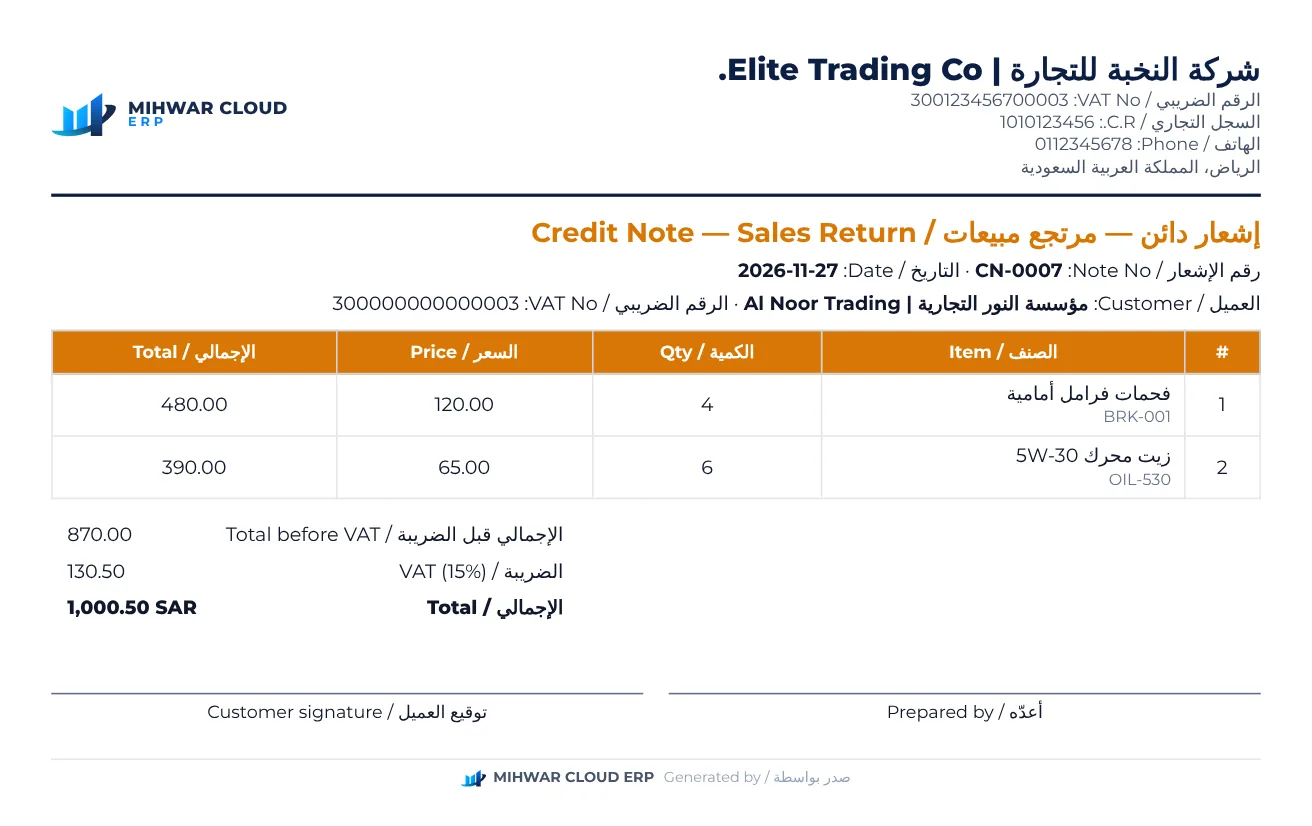 شركة النخبة للتجارة | Elite Trading Co.
الرقم الضريبي / VAT No: 300123456700003
السجل التجاري / C.R.: 1010123456
الهاتف / Phone: 0112345678
الرياض، المملكة العربية السعودية
MIHWAR CLOUD
ERP
إشعار دائن — مرتجع مبيعات / Credit Note — Sales Return
رقم الإشعار / Note No: CN-0007 · التاريخ / Date: 2026-11-27
العميل / Customer: مؤسسة النور التجارية | Al Noor Trading · الرقم الضريبي / VAT No: 300000000000003
# الصنف / Item الكمية / Qty السعر / Price الإجمالي / Total
1 فحمات فرامل أمامية 4 120.00 480.00
BRK-001
2 زيت محرك 5W-30 6 65.00 390.00
OIL-530
الإجمالي قبل الضريبة / Total before VAT 870.00
الضريبة / VAT (15%) 130.50
الإجمالي / Total 1,000.50 SAR
أعدّه / Prepared by توقيع العميل / Customer signature
صدر بواسطة / Generated by MIHWAR CLOUD ERP